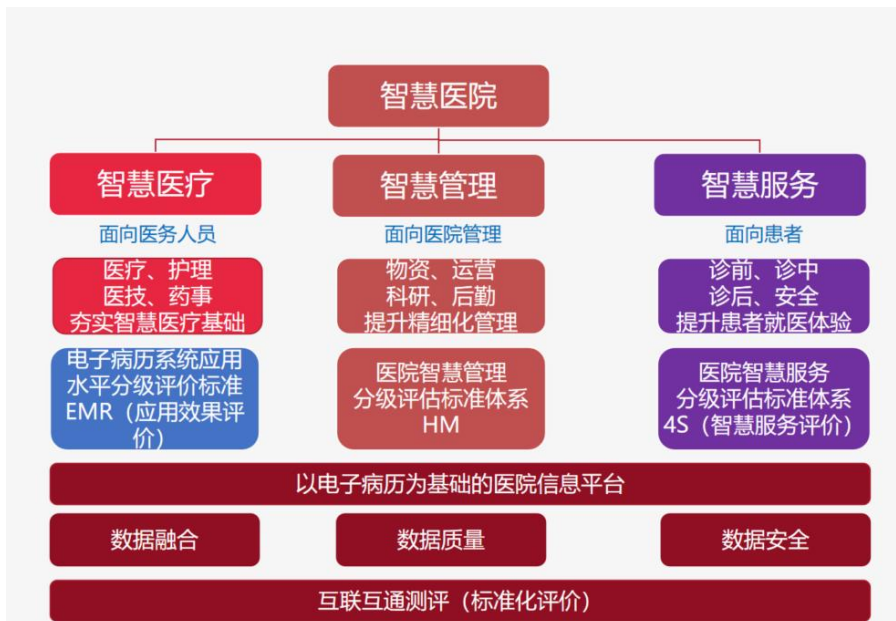 智慧医院
智慧医疗
智慧管理
智慧服务
面向医务人员
面向医院管理
面向患者
医疗、护理
医技、药事
夯实智慧医疗基础
物资、运营
科研、后勤
提升精细化管理
诊前、诊中
诊后、安全
提升患者就医体验
电子病历系统应用
水平分级评价标准
EMR（应用效果评
价）
医院智慧管理
分级评估标准体系
HM
医院智慧服务
分级评估标准体系
4S（智慧服务评价）
以电子病历为基础的医院信息平台
数据融合
数据质量
数据安全
互联互通测评（标准化评价）